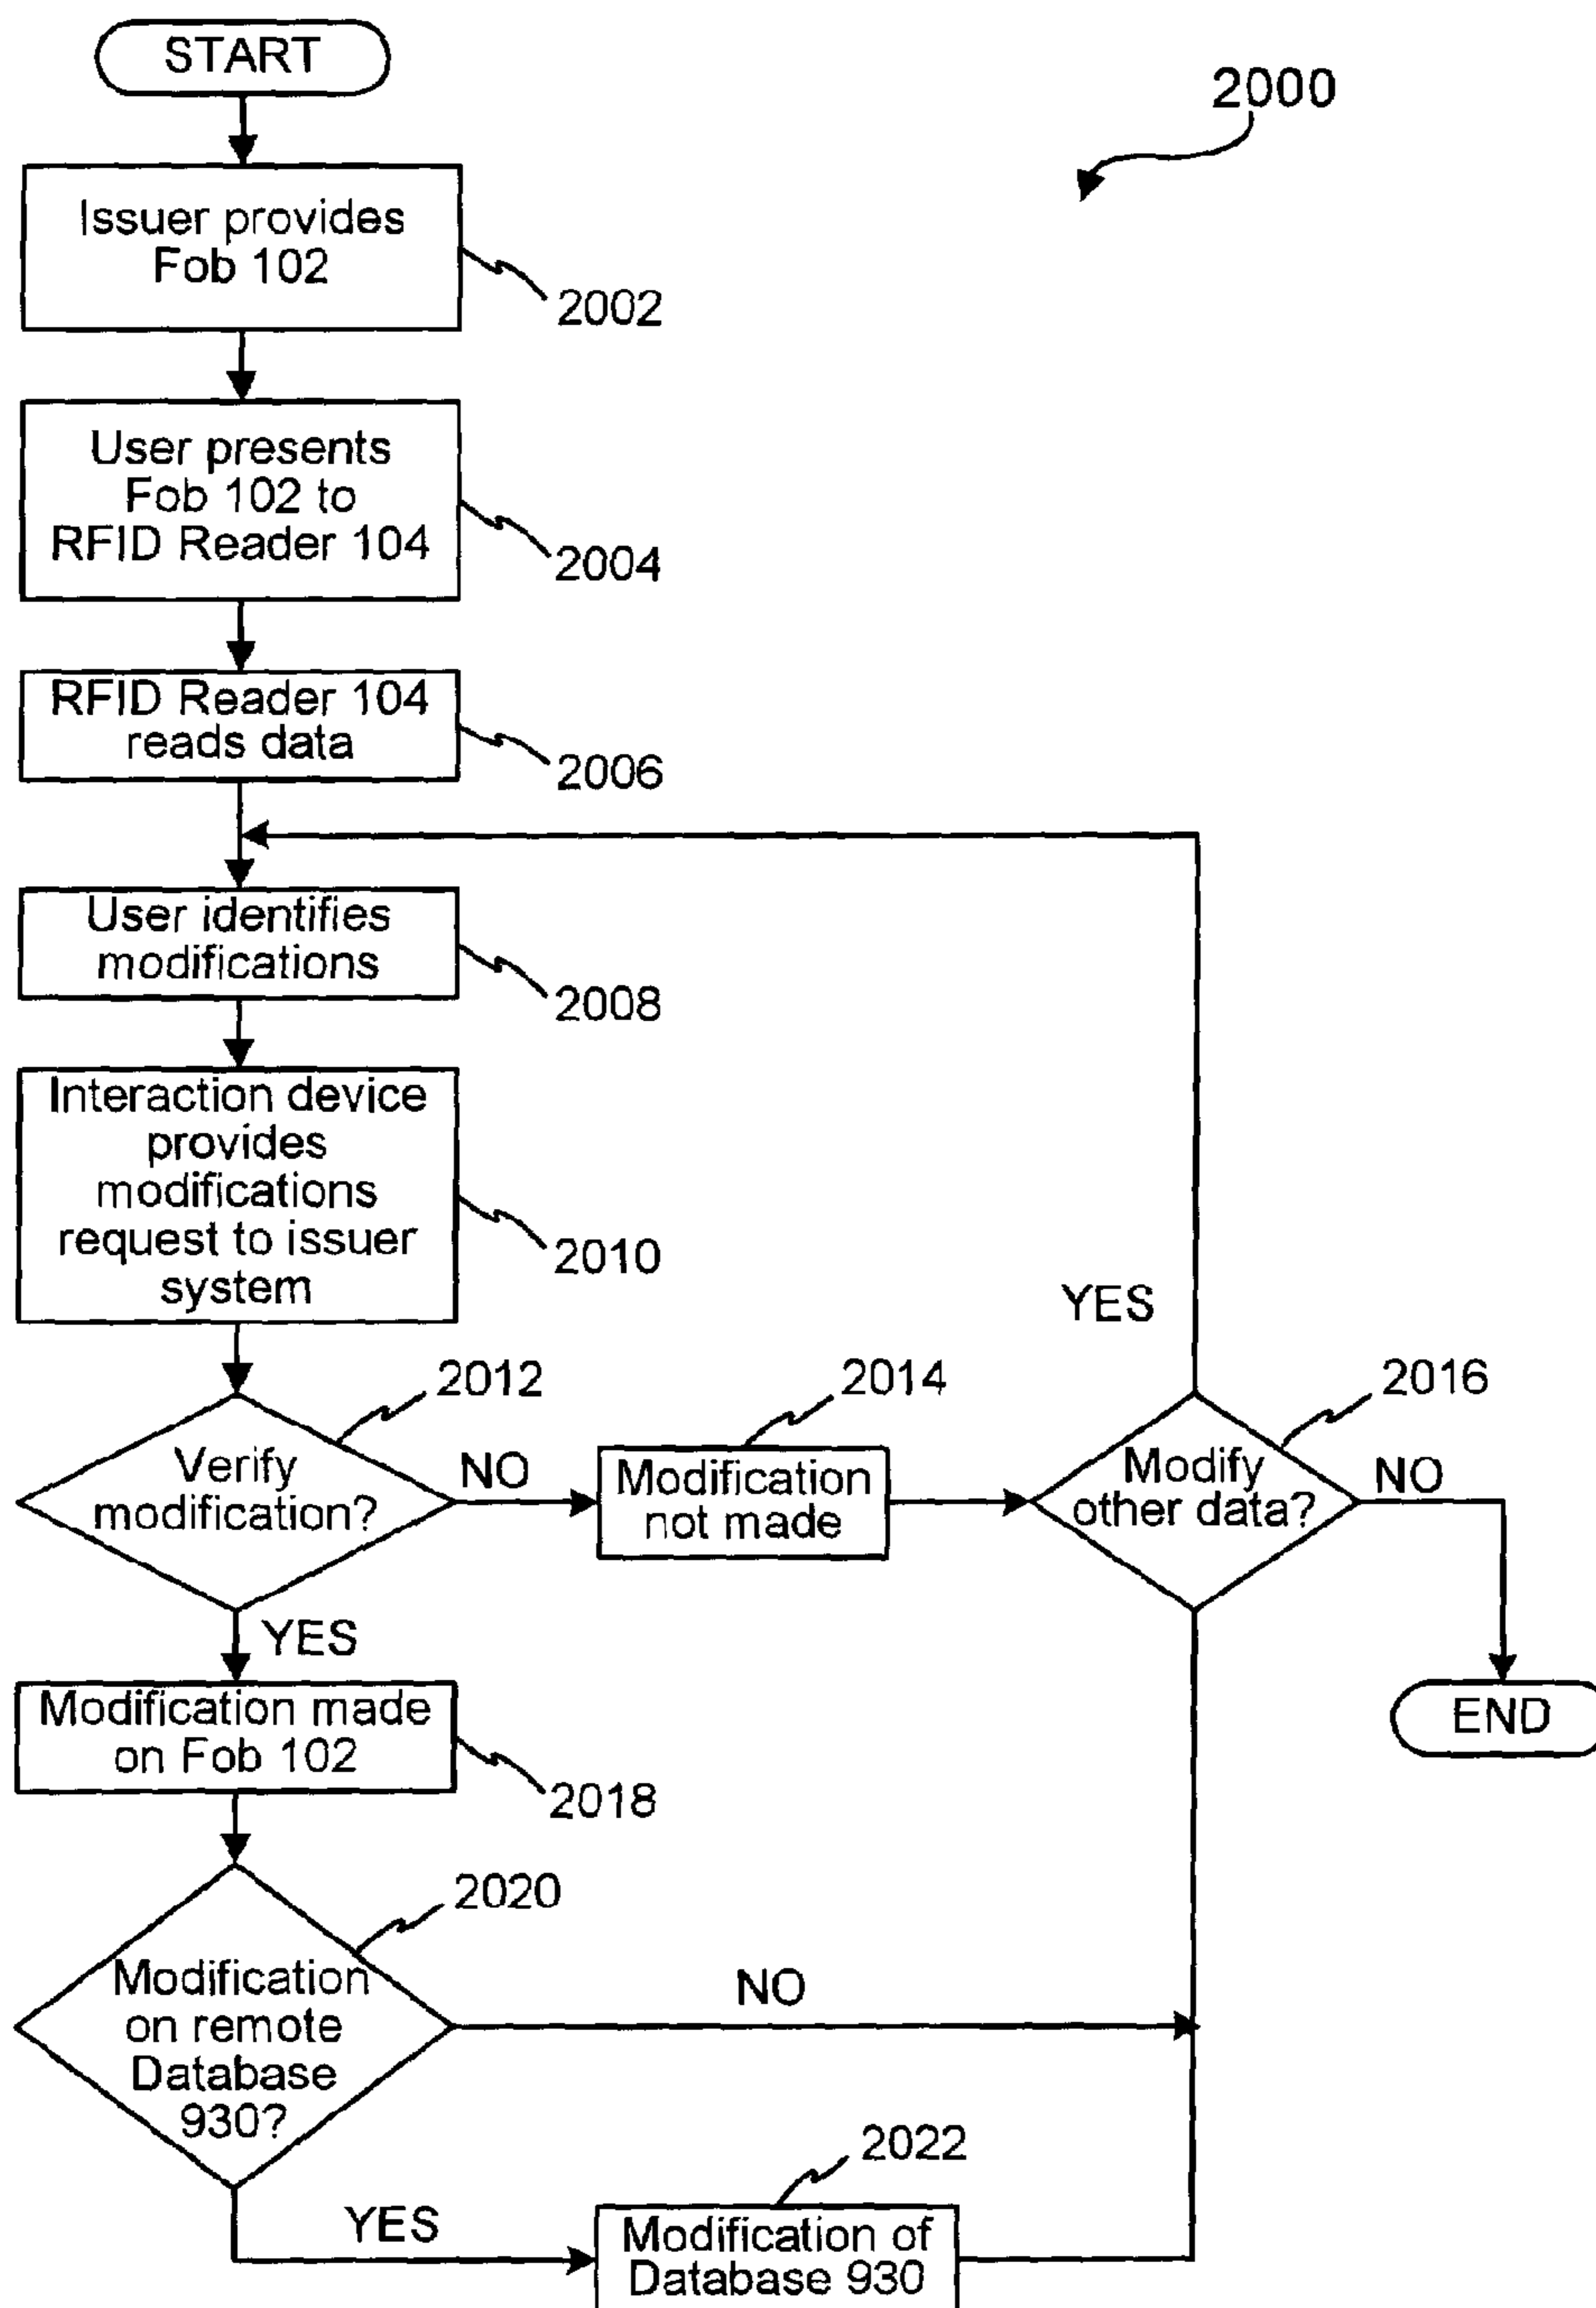 START
2000
Issuer provides
Fob 102
2002
User presents
Fob 102 to
RFID Reader 104
2004
RFID Reader 104
reads data
2006
User identifies
modifications
2008
Interaction device
provides
modifications
request to issuer
system
2010
YES
2012
2014
2016
Verify
modification?
NO
Modification
not made
Modify
other data?
NO
YES
END
Modification made
on Fob 102
2018
2020
Modification
on remote
Database
930?
NO
2022
YES
Modification of
Database 930